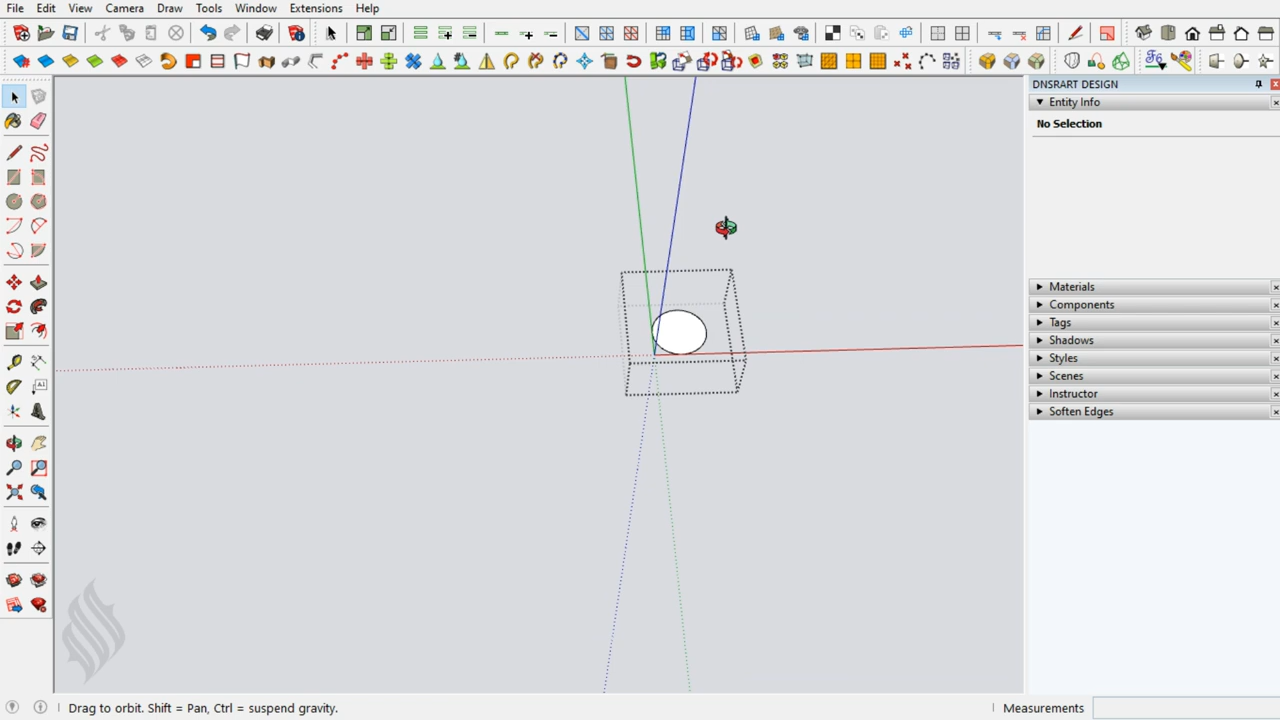 File Edit View Camera Draw Tools Window Extensions Help
DNSRART DESIGN
Entity Info
No Selection
Materials
Components
Tags
Shadows
Styles
Scenes
Instructor
Soften Edges
Drag to orbit. Shift = Pan, Ctrl = suspend gravity.
Measurements